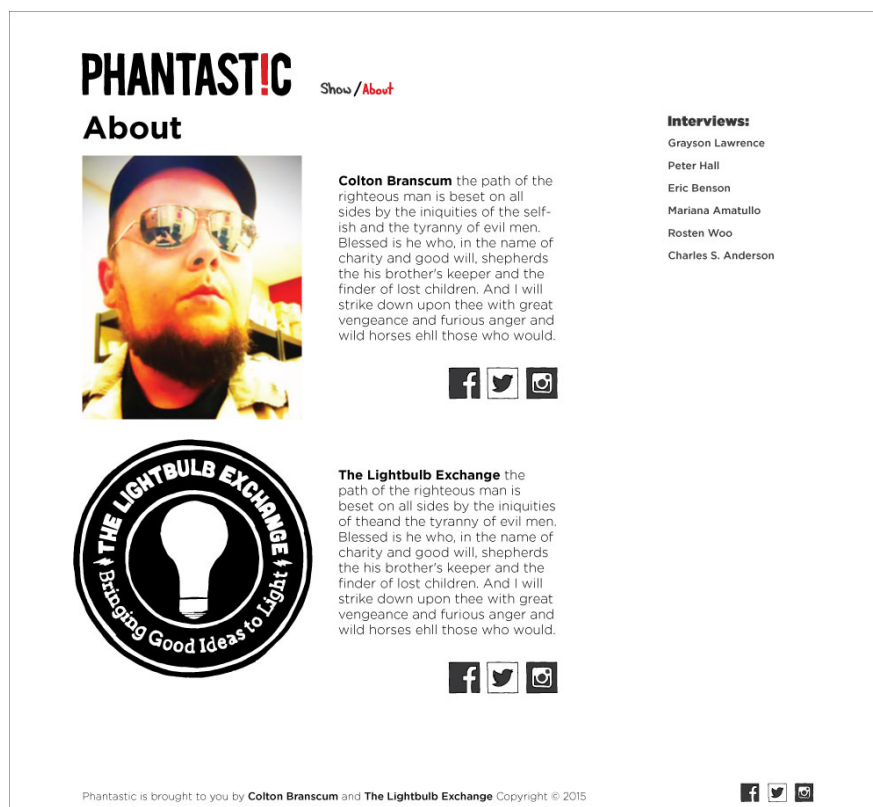 PHANTAST!C
Show/About
About
Colton Branscum the path of the
righteous man is beset on all
sides by the iniquities of the self-
ish and the tyranny of evil men.
Blessed is he who, in the name of
charity and good will, shepherds
the his brother's keeper and the
finder of lost children. And I will
strike down upon thee with great
vengeance and furious anger and
wild horses ehll those who would.
THE LIGHTBULB EXCHANGE
Bringing Good Ideas to Light
The Lightbulb Exchange the
path of the righteous man is
beset on all sides by the iniquities
of theand the tyranny of evil men.
Blessed is he who, in the name of
charity and good will, shepherds
the his brother's keeper and the
finder of lost children. And I will
strike down upon thee with great
vengeance and furious anger and
wild horses ehll those who would.
Interviews:
Grayson Lawrence
Peter Hall
Eric Benson
Mariana Amatullo
Rosten Woo
Charles S. Anderson
Phantastic is brought to you by Colton Branscum and The Lightbulb Exchange Copyright © 2015